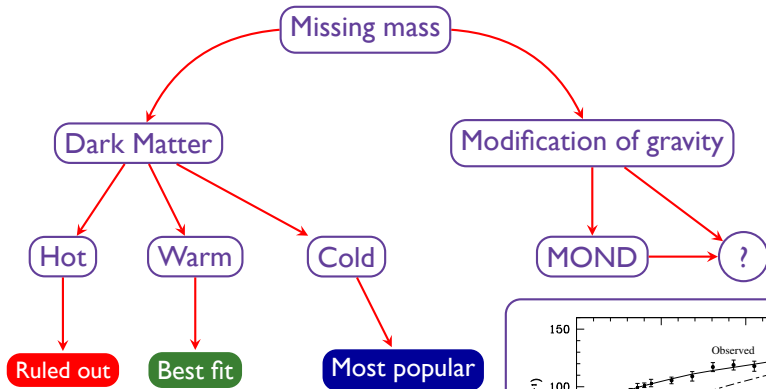 Missing mass
Dark Matter
Modification of gravity
Hot
Warm
Cold
MOND
?
Ruled out
Best fit
Most popular
150
Observed
100